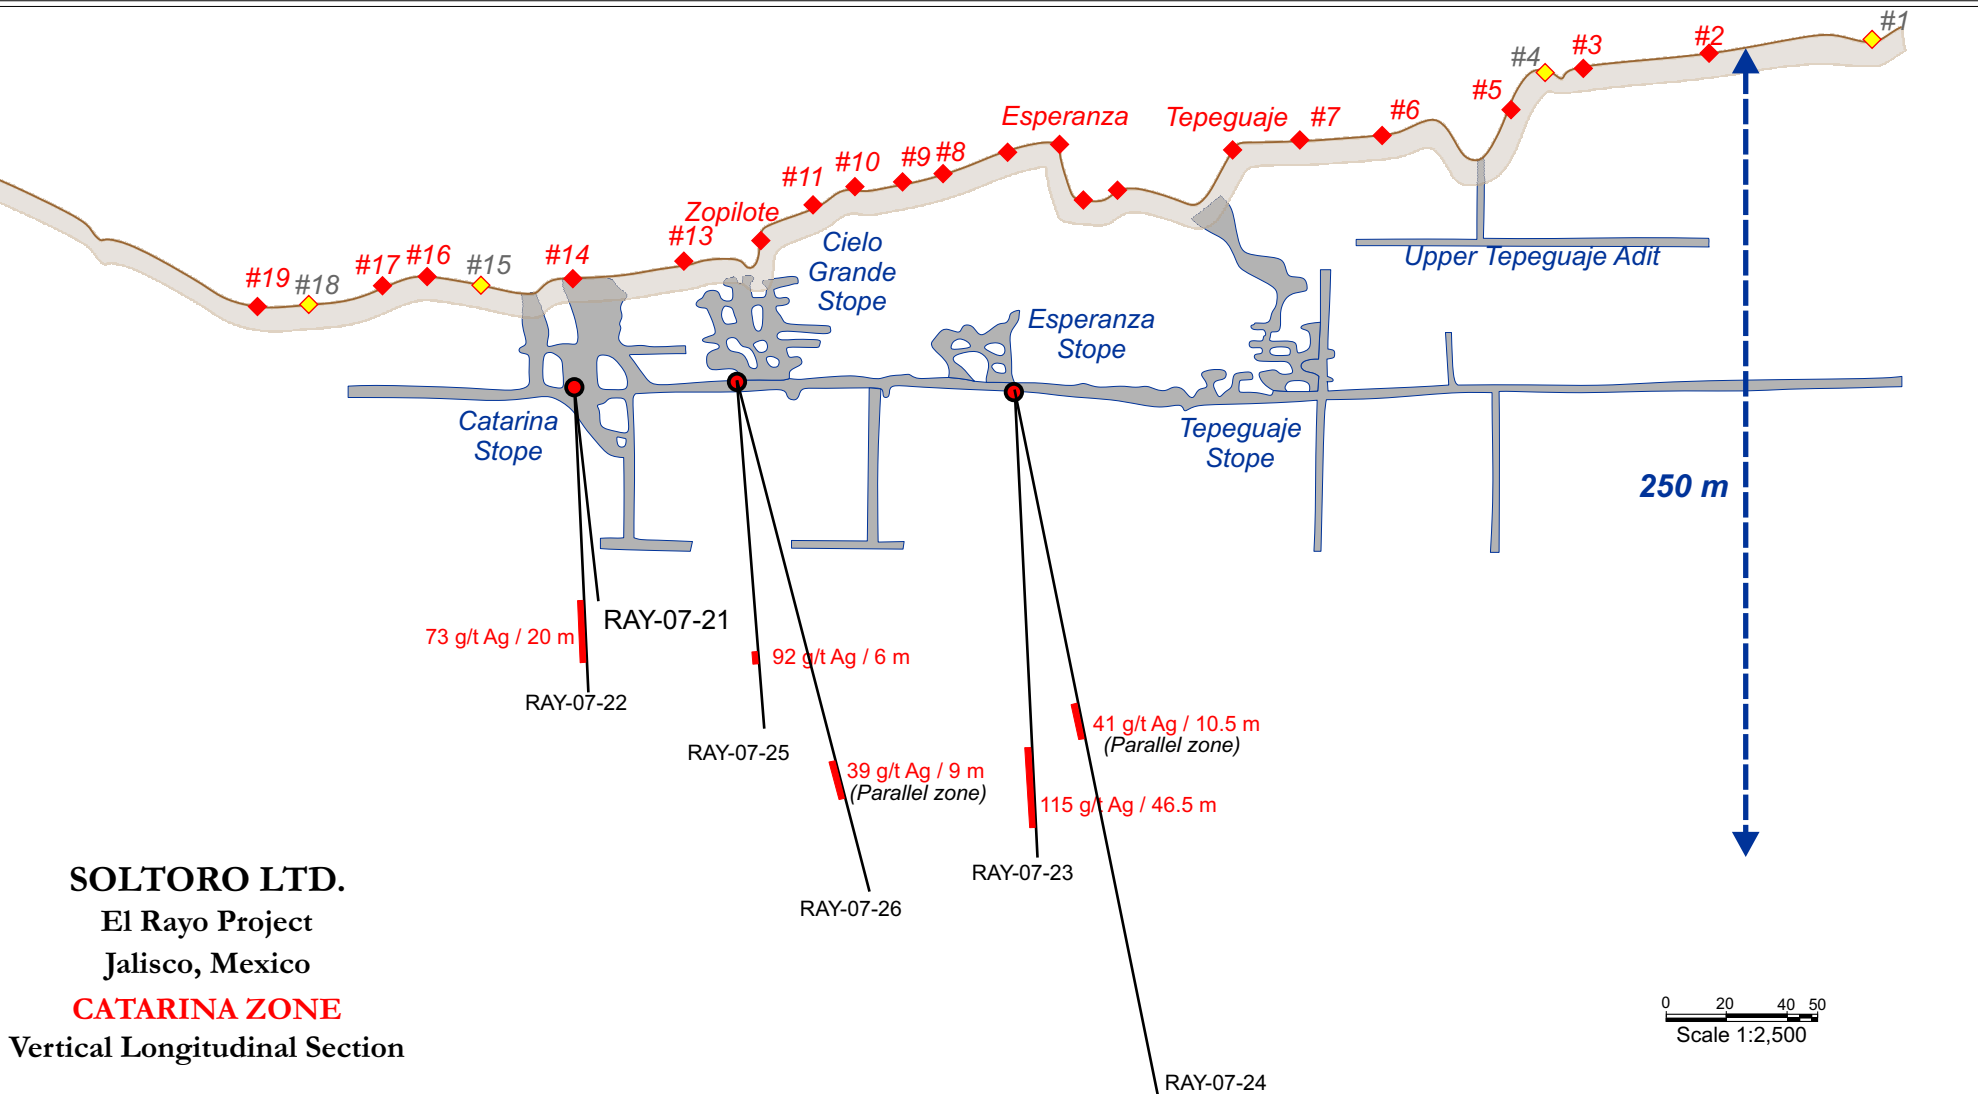 #1
#2
#3
#4
#5
#6
#7
Tepeguaje
Esperanza
#8
#9
#10
#11
Zopilote
#13
#14
#15
#16
#17
#18
#19
Cielo
Grande
Stope
Upper Tepeguaje Adit
Esperanza
Stope
Catarina
Stope
Tepeguaje
Stope
250 m
RAY-07-21
73 g/t Ag / 20 m
RAY-07-22
92 g/t Ag / 6 m
RAY-07-25
39 g/t Ag / 9 m
(Parallel zone)
RAY-07-26
41 g/t Ag / 10.5 m
(Parallel zone)
115 g/t Ag / 46.5 m
RAY-07-23
RAY-07-24
SOLTORO LTD.
El Rayo Project
Jalisco, Mexico
CATARINA ZONE
Vertical Longitudinal Section
0 20 40 50
Scale 1:2,500